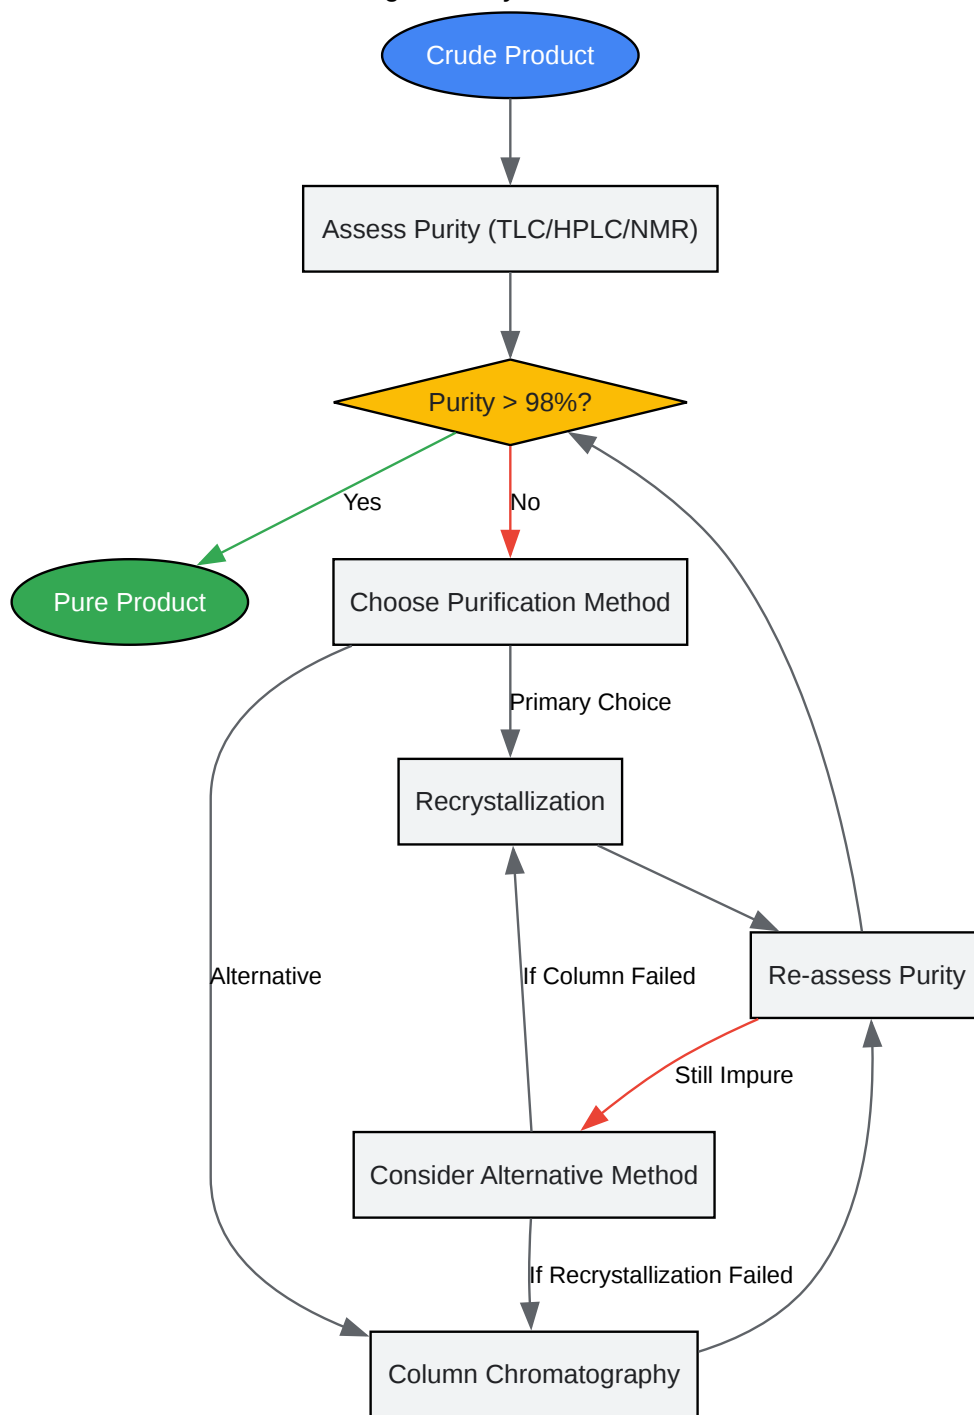 Crude Product
Assess Purity (TLC/HPLC/NMR)
Purity > 98%?
Yes
No
Pure Product
Choose Purification Method
Primary Choice
Recrystallization
Alternative
If Column Failed
Re-assess Purity
Still Impure
Consider Alternative Method
If Recrystallization Failed
Column Chromatography